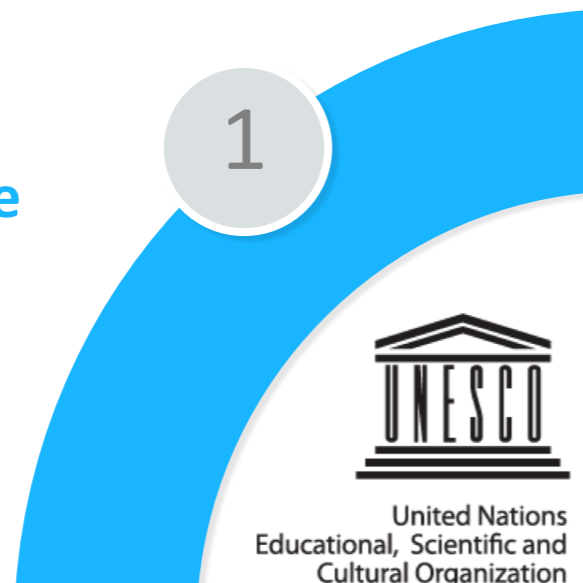 1
e
UNESCO
United Nations
Educational, Scientific and
Cultural Organization